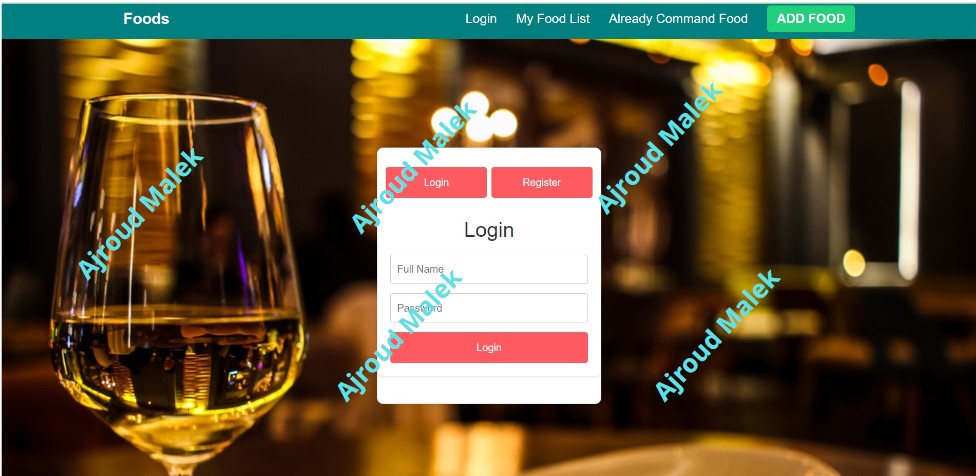 Foods Login My Food List Already Command Food ADD FOOD
Ajroud Malek
Ajroud Malek
Ajroud Malek
Login Register
Login
Full Name
Password
Login
Ajroud Malek
Ajroud Malek